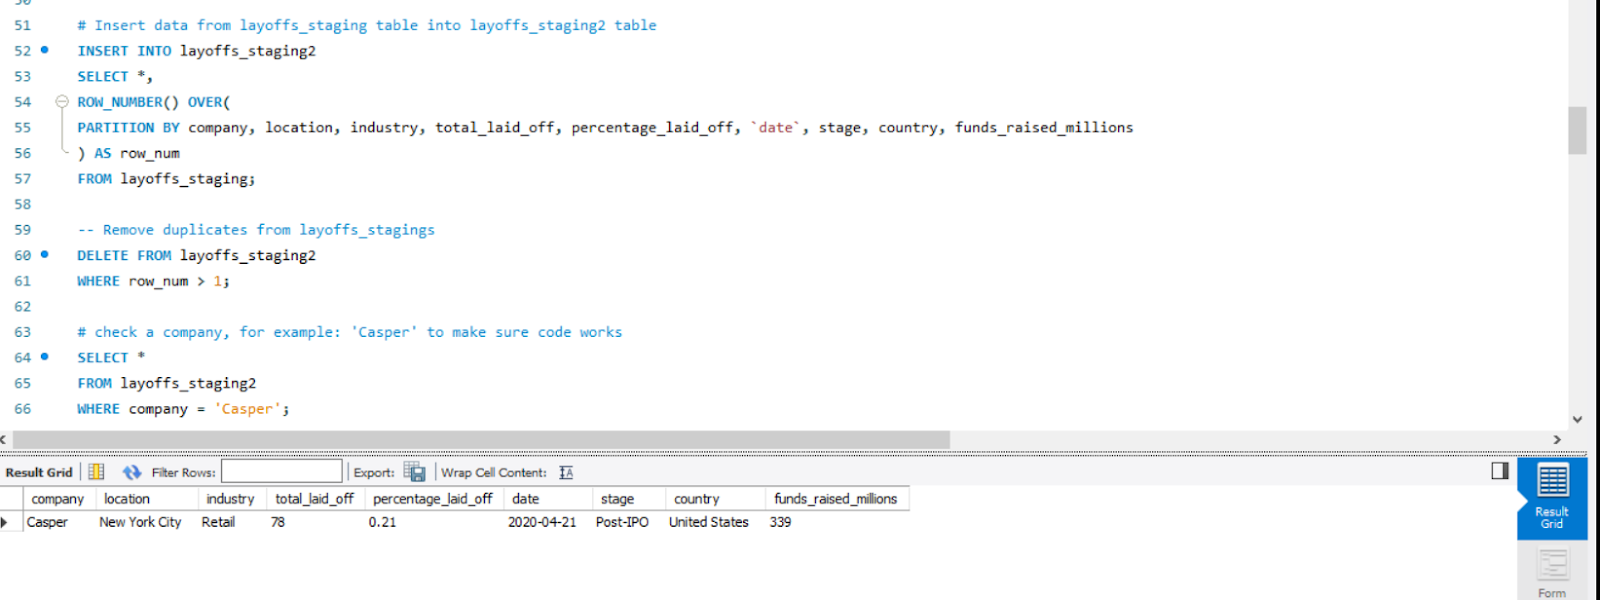 51 # Insert data from layoffs_staging table into layoffs_staging2 table
52 INSERT INTO layoffs_staging2
53 SELECT *,
54 ROW_NUMBER() OVER(
55 PARTITION BY company, location, industry, total_laid_off, percentage_laid_off, `date`, stage, country, funds_raised_millions
56 ) AS row_num
57 FROM layoffs_staging;
58
59 -- Remove duplicates from layoffs_stagings
60 DELETE FROM layoffs_staging2
61 WHERE row_num > 1;
62
63 # check a company, for example: 'Casper' to make sure code works
64 SELECT *
65 FROM layoffs_staging2
66 WHERE company = 'Casper';
Result Grid Filter Rows: Export: Wrap Cell Content: IA
company location industry total_laid_off percentage_laid_off date stage country funds_raised_millions
Casper New York City Retail 78 0.21 2020-04-21 Post-IPO United States 339
Result
Grid
Form